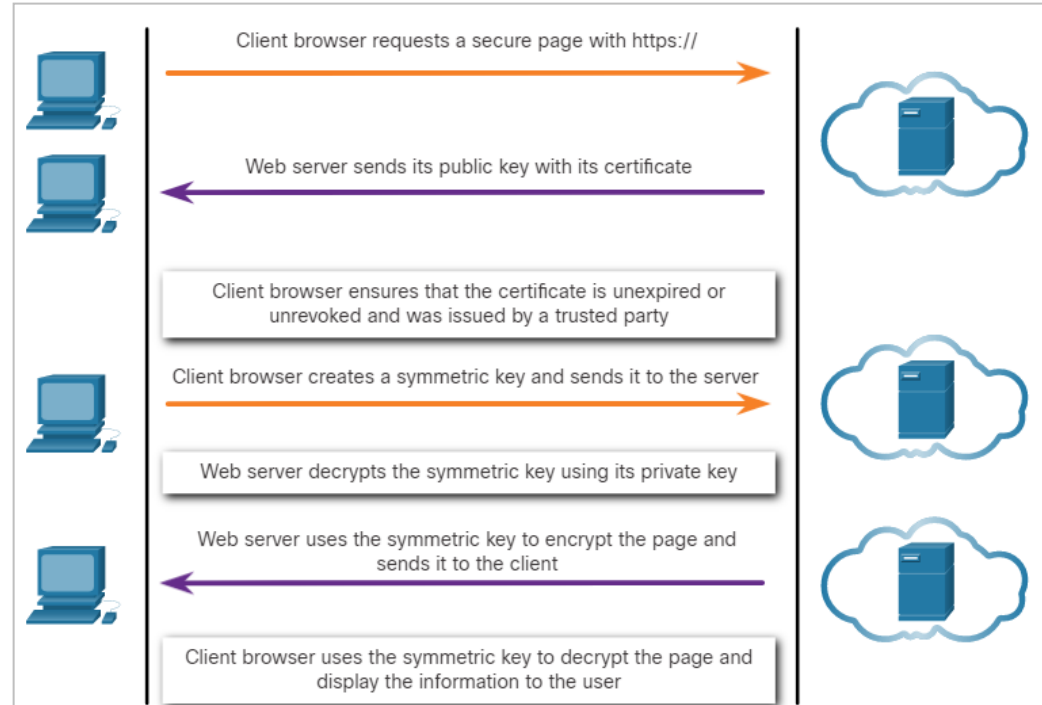 Client browser requests a secure page with https://
Web server sends its public key with its certificate
Client browser ensures that the certificate is unexpired or
unrevoked and was issued by a trusted party
Client browser creates a symmetric key and sends it to the server
Web server decrypts the symmetric key using its private key
Web server uses the symmetric key to encrypt the page and
sends it to the client
Client browser uses the symmetric key to decrypt the page and
display the information to the user